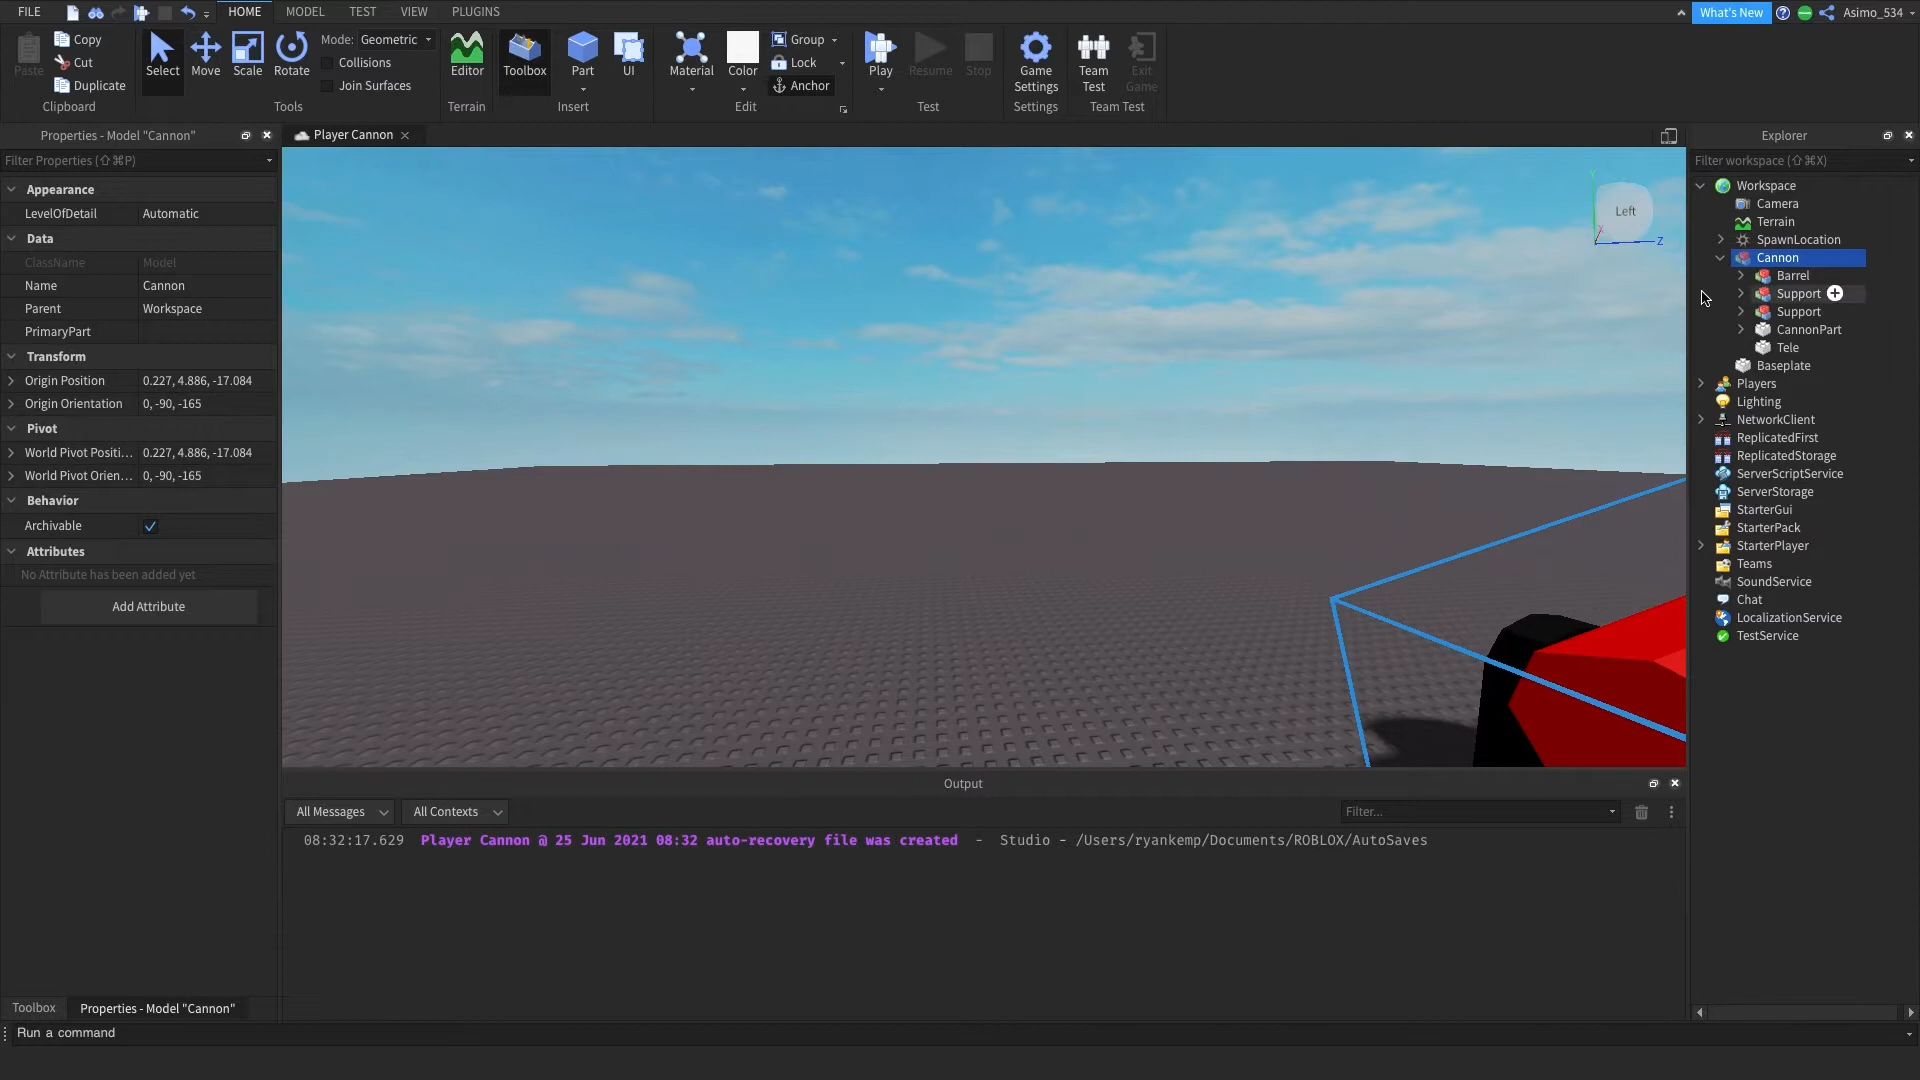 FILE
HOME
MODEL
TEST
VIEW
PLUGINS
What's New
Asimo_534
Paste
Copy
Cut
Duplicate
Clipboard
Select
Move
Scale
Rotate
Mode: Geometric
Collisions
Join Surfaces
Tools
Editor
Terrain
Toolbox
Part
UI
Insert
Material
Color
Group
Lock
Anchor
Edit
Play
Resume
Stop
Test
Game Settings
Settings
Team Test
Exit Game
Team Test
Properties - Model "Cannon"
Filter Properties (⇧⌘P)
Appearance
LevelOfDetail Automatic
Data
ClassName Model
Name Cannon
Parent Workspace
PrimaryPart
Transform
Origin Position 0.227, 4.886, -17.084
Origin Orientation 0, -90, -165
Pivot
World Pivot Positi... 0.227, 4.886, -17.084
World Pivot Orien... 0, -90, -165
Behavior
Archivable
Attributes
No Attribute has been added yet
Add Attribute
Toolbox
Properties - Model "Cannon"
Player Cannon
Y
Left
X
Z
Output
All Messages
All Contexts
Filter...
08:32:17.629 Player Cannon @ 25 Jun 2021 08:32 auto-recovery file was created - Studio - /Users/ryankemp/Documents/ROBLOX/AutoSaves
Explorer
Filter workspace (⇧⌘X)
Workspace
Camera
Terrain
SpawnLocation
Cannon
Barrel
Support
Support
CannonPart
Tele
Baseplate
Players
Lighting
NetworkClient
ReplicatedFirst
ReplicatedStorage
ServerScriptService
ServerStorage
StarterGui
StarterPack
StarterPlayer
Teams
SoundService
Chat
LocalizationService
TestService
Run a command